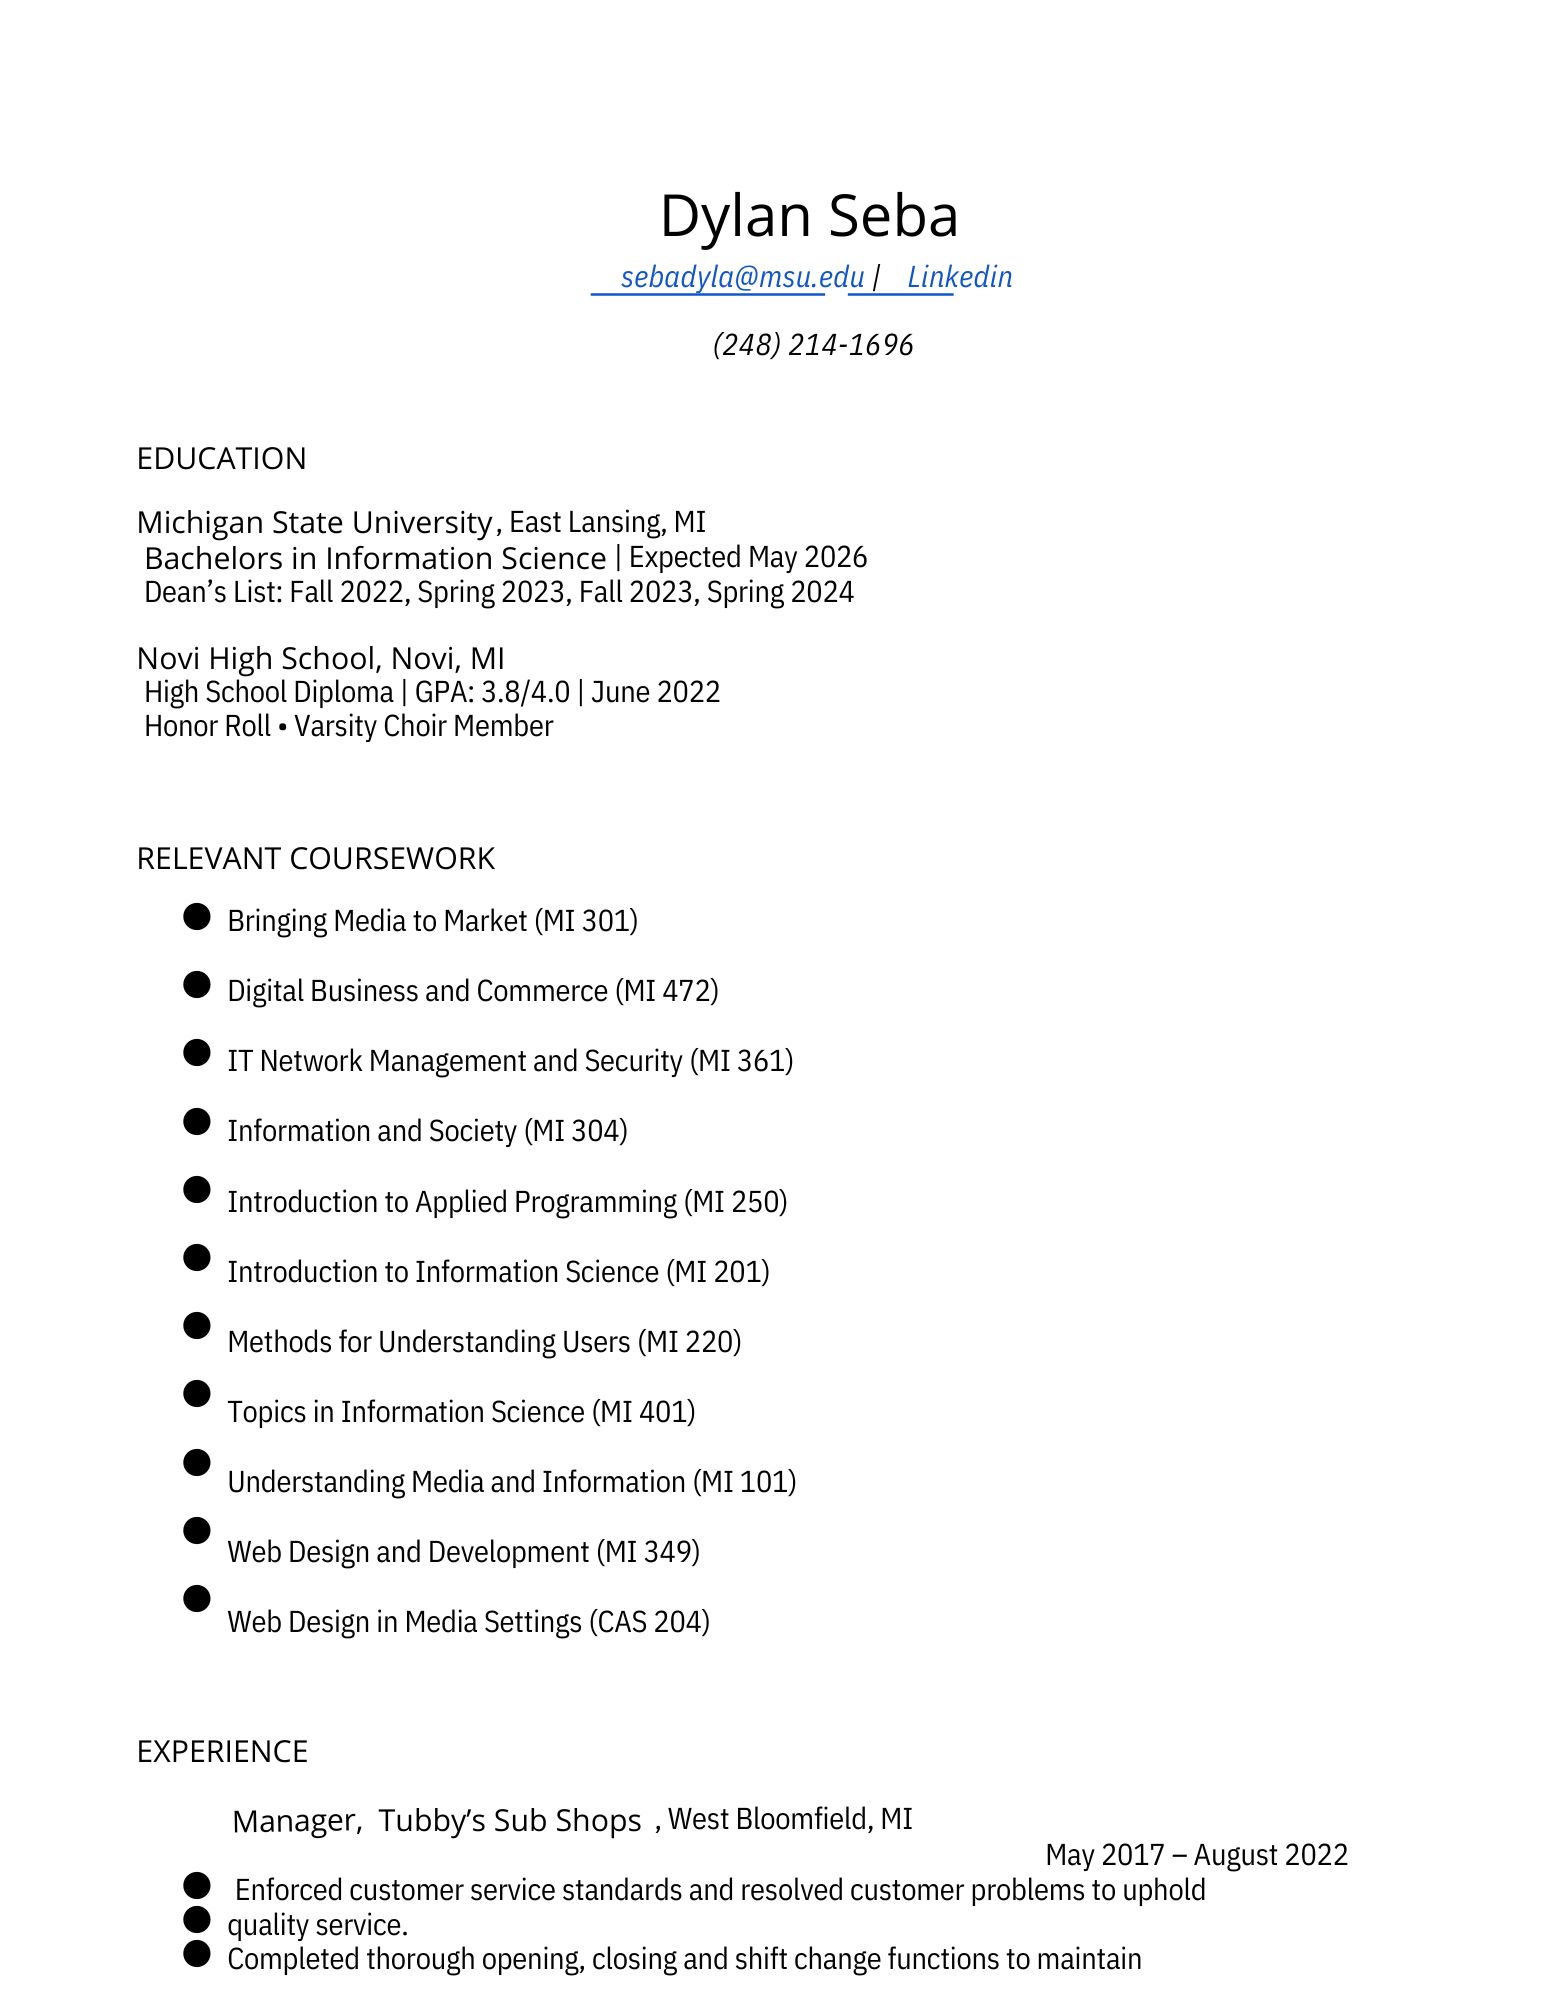 Dylan Seba
sebadyla@msu.edu | Linkedin
(248) 214-1696
EDUCATION
Michigan State University, East Lansing, MI
Bachelors in Information Science | Expected May 2026
Dean’s List: Fall 2022, Spring 2023, Fall 2023, Spring 2024
Novi High School, Novi, MI
High School Diploma | GPA: 3.8/4.0 | June 2022
Honor Roll • Varsity Choir Member
RELEVANT COURSEWORK
● Bringing Media to Market (MI 301)
● Digital Business and Commerce (MI 472)
● IT Network Management and Security (MI 361)
● Information and Society (MI 304)
● Introduction to Applied Programming (MI 250)
● Introduction to Information Science (MI 201)
● Methods for Understanding Users (MI 220)
● Topics in Information Science (MI 401)
● Understanding Media and Information (MI 101)
● Web Design and Development (MI 349)
● Web Design in Media Settings (CAS 204)
EXPERIENCE
Manager, Tubby’s Sub Shops , West Bloomfield, MI
May 2017 – August 2022
● Enforced customer service standards and resolved customer problems to uphold
● quality service.
● Completed thorough opening, closing and shift change functions to maintain